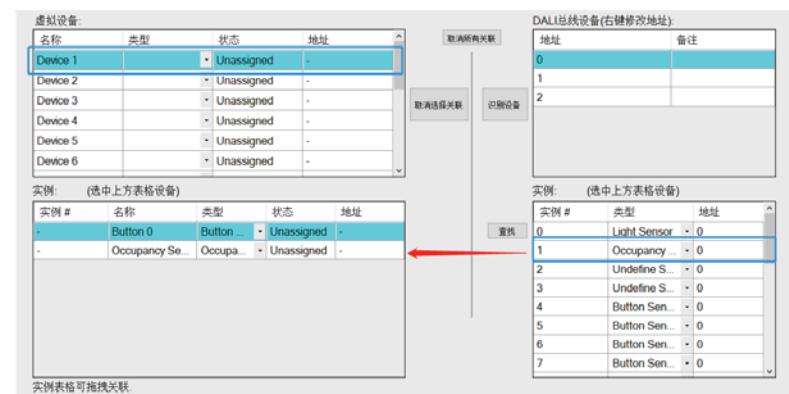 虚拟设备:
名称 类型 状态 地址
Device 1 Unassigned -
Device 2 Unassigned -
Device 3 Unassigned -
Device 4 Unassigned -
Device 5 Unassigned -
Device 6 Unassigned -
取消所有关联
取消选择关联
识别设备
DALI总线设备(右键修改地址):
地址 备注
0
1
2
实例: (选中上方表格设备)
实例 # 名称 类型 状态 地址
- Button 0 Button ... Unassigned -
- Occupancy Se... Occupa... Unassigned -
实例表格可拖拽关联.
查找
实例: (选中上方表格设备)
实例 # 类型 地址
0 Light Sensor 0
1 Occupancy ... 0
2 Undefine S... 0
3 Undefine S... 0
4 Button Sen... 0
5 Button Sen... 0
6 Button Sen... 0
7 Button Sen... 0